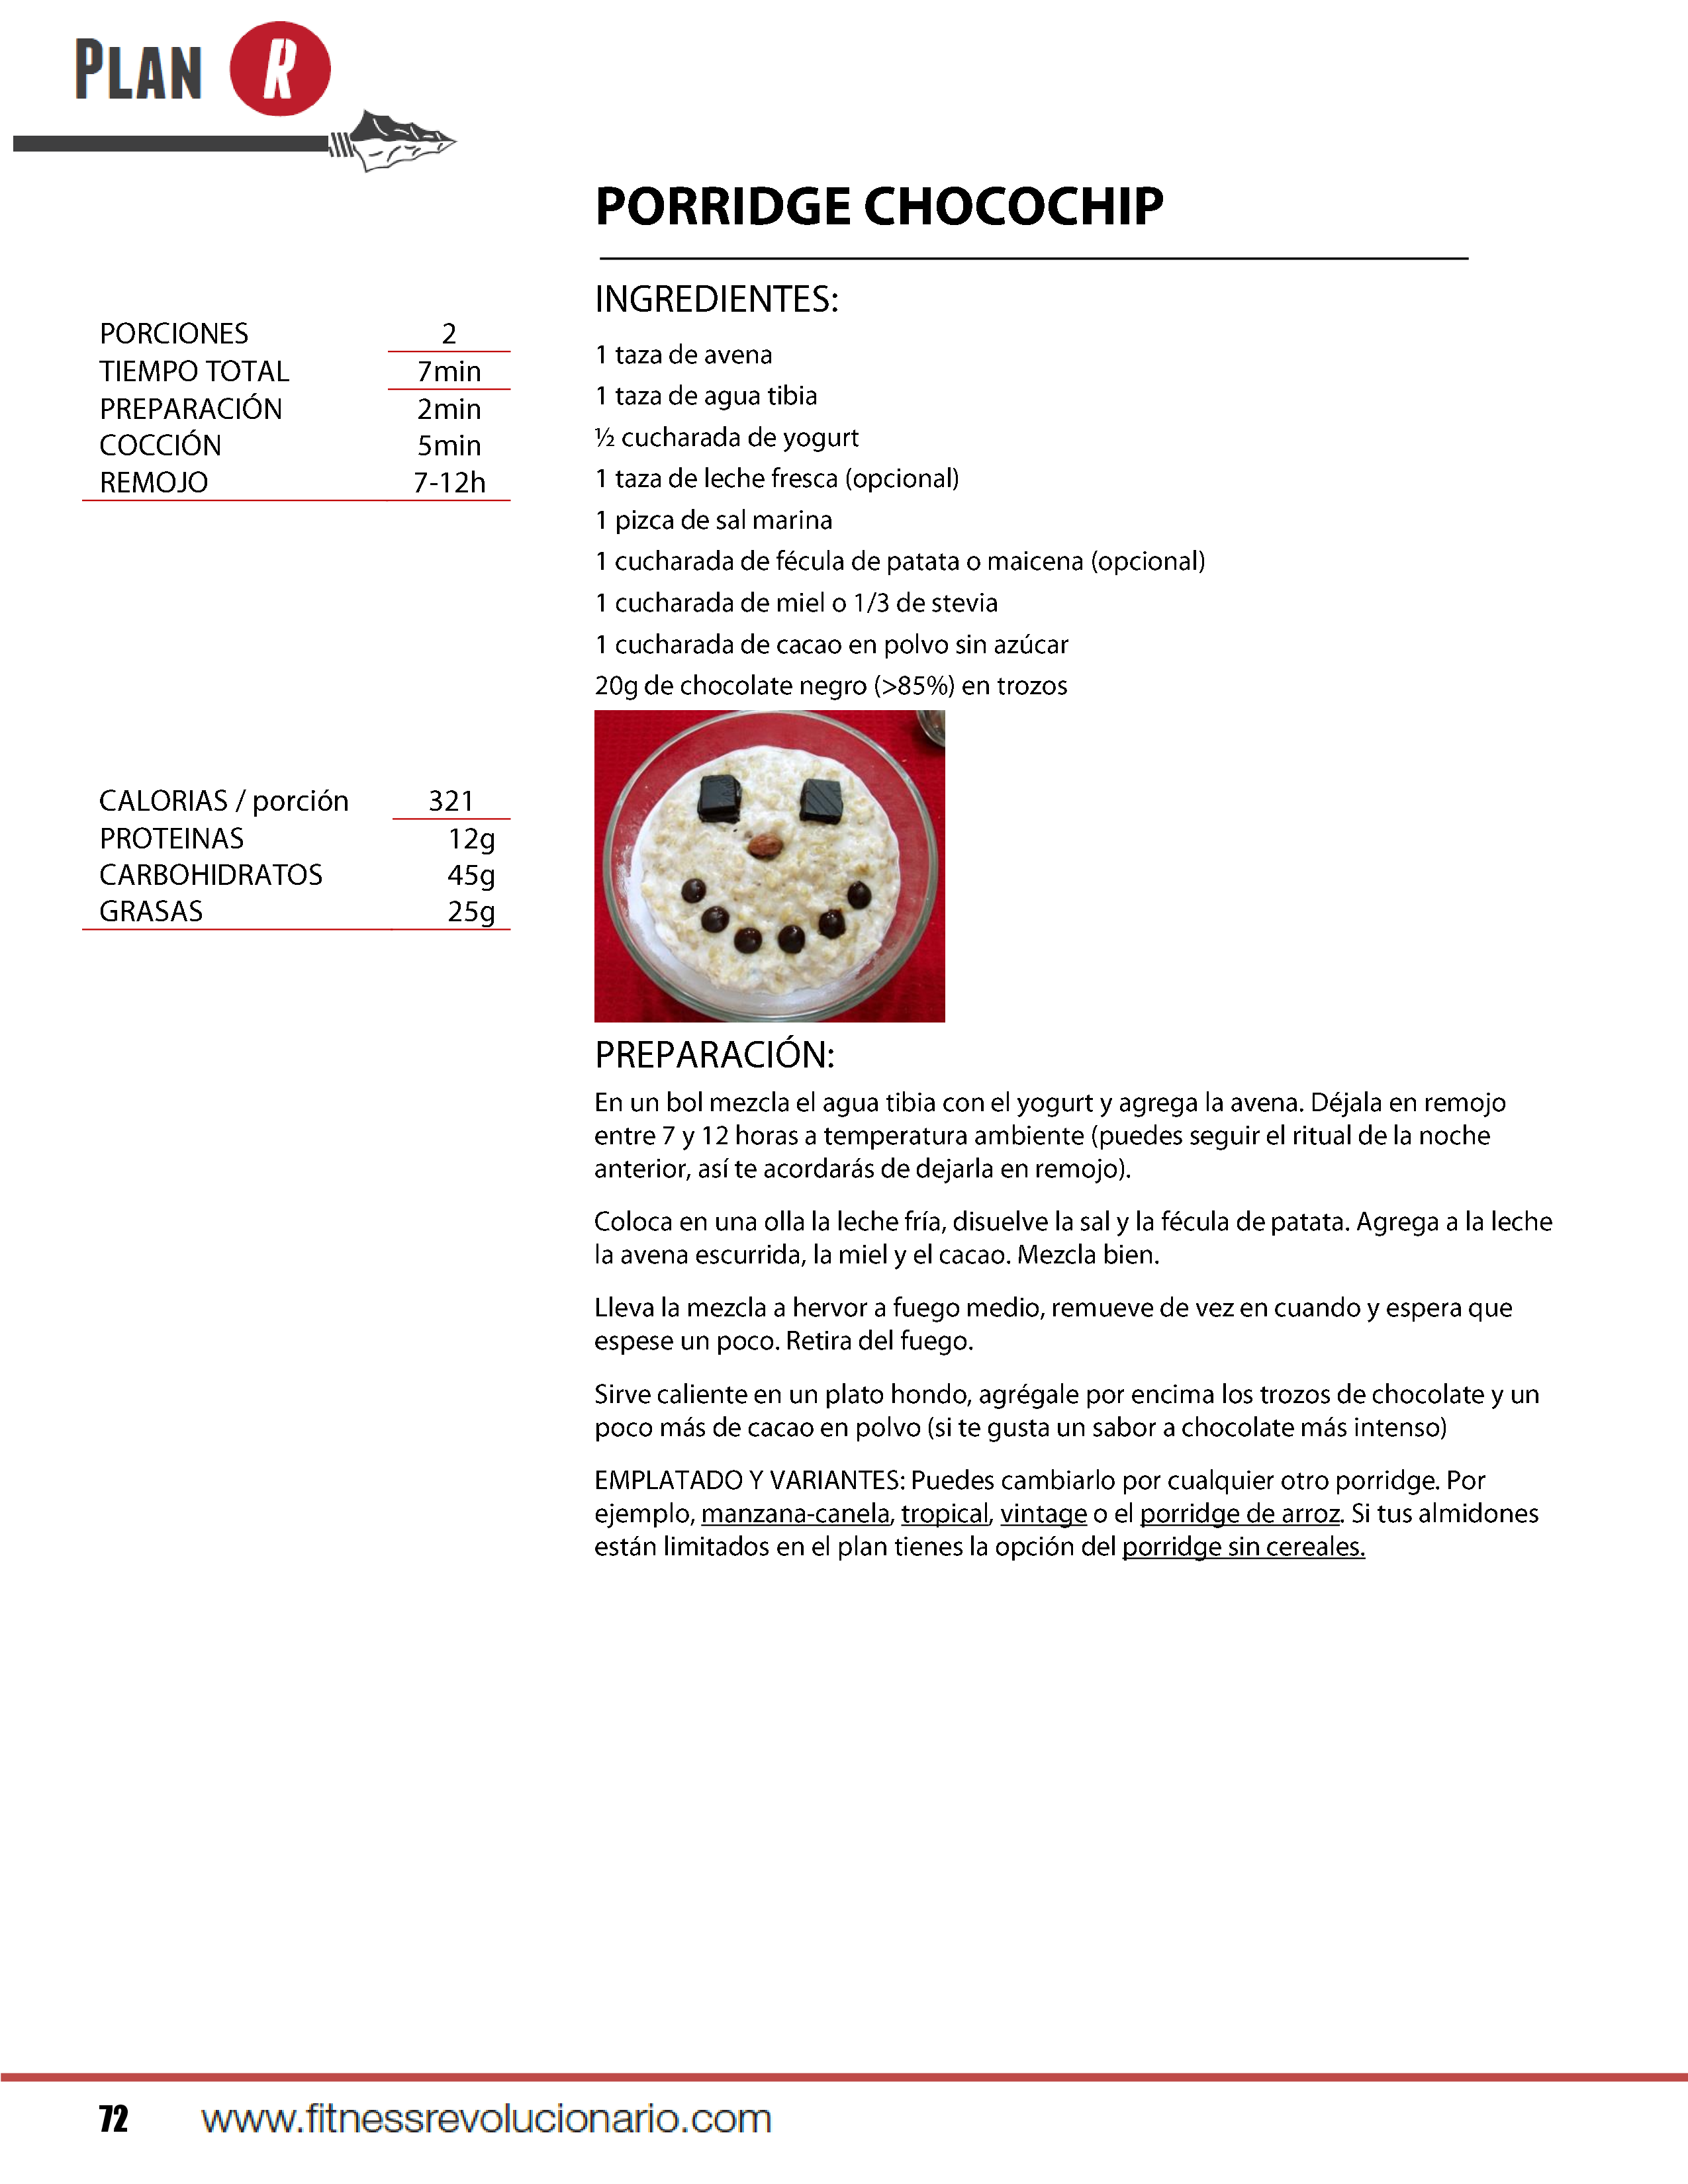 PLAN R
PORRIDGE CHOCOCHIP
PORCIONES 2
TIEMPO TOTAL 7min
PREPARACIÓN 2min
COCCIÓN 5min
REMOJO 7-12h
CALORIAS / porción 321
PROTEINAS 12g
CARBOHIDRATOS 45g
GRASAS 25g
INGREDIENTES:
1 taza de avena
1 taza de agua tibia
½ cucharada de yogurt
1 taza de leche fresca (opcional)
1 pizca de sal marina
1 cucharada de fécula de patata o maicena (opcional)
1 cucharada de miel o 1/3 de stevia
1 cucharada de cacao en polvo sin azúcar
20g de chocolate negro (>85%) en trozos
PREPARACIÓN:
En un bol mezcla el agua tibia con el yogurt y agrega la avena. Déjala en remojo
entre 7 y 12 horas a temperatura ambiente (puedes seguir el ritual de la noche
anterior, así te acordarás de dejarla en remojo).
Coloca en una olla la leche fría, disuelve la sal y la fécula de patata. Agrega a la leche
la avena escurrida, la miel y el cacao. Mezcla bien.
Lleva la mezcla a hervor a fuego medio, remueve de vez en cuando y espera que
espese un poco. Retira del fuego.
Sirve caliente en un plato hondo, agrégale por encima los trozos de chocolate y un
poco más de cacao en polvo (si te gusta un sabor a chocolate más intenso)
EMPLATADO Y VARIANTES: Puedes cambiarlo por cualquier otro porridge. Por
ejemplo, manzana-canela, tropical, vintage o el porridge de arroz. Si tus almidones
están limitados en el plan tienes la opción del porridge sin cereales.
72 www.fitnessrevolucionario.com